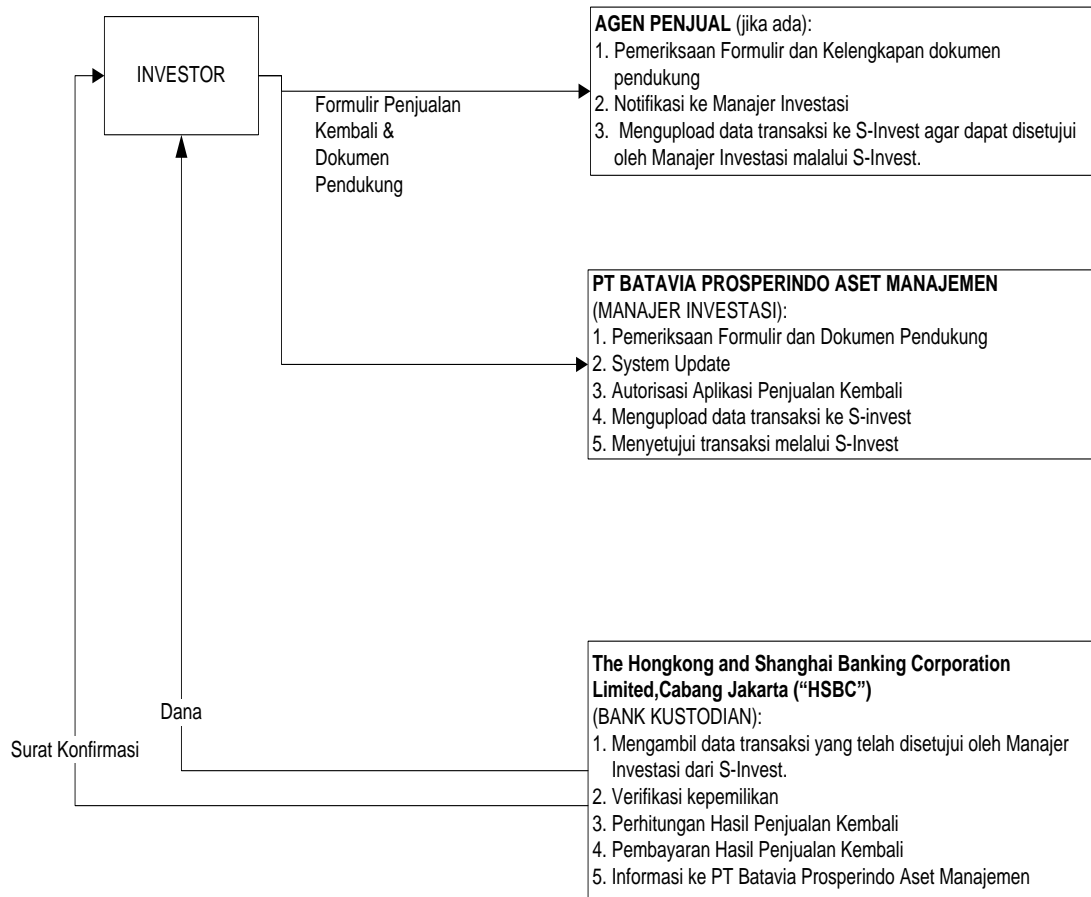 INVESTOR
Formulir Penjualan
Kembali &
Dokumen
Pendukung
AGEN PENJUAL (jika ada):
1. Pemeriksaan Formulir dan Kelengkapan dokumen
pendukung
2. Notifikasi ke Manajer Investasi
3. Mengupload data transaksi ke S-Invest agar dapat disetujui
oleh Manajer Investasi malalui S-Invest.
PT BATAVIA PROSPERINDO ASET MANAJEMEN
(MANAJER INVESTASI):
1. Pemeriksaan Formulir dan Dokumen Pendukung
2. System Update
3. Autorisasi Aplikasi Penjualan Kembali
4. Mengupload data transaksi ke S-invest
5. Menyetujui transaksi melalui S-Invest
The Hongkong and Shanghai Banking Corporation
Limited,Cabang Jakarta (“HSBC”)
(BANK KUSTODIAN):
1. Mengambil data transaksi yang telah disetujui oleh Manajer
Investasi dari S-Invest.
2. Verifikasi kepemilikan
3. Perhitungan Hasil Penjualan Kembali
4. Pembayaran Hasil Penjualan Kembali
5. Informasi ke PT Batavia Prosperindo Aset Manajemen
Dana
Surat Konfirmasi